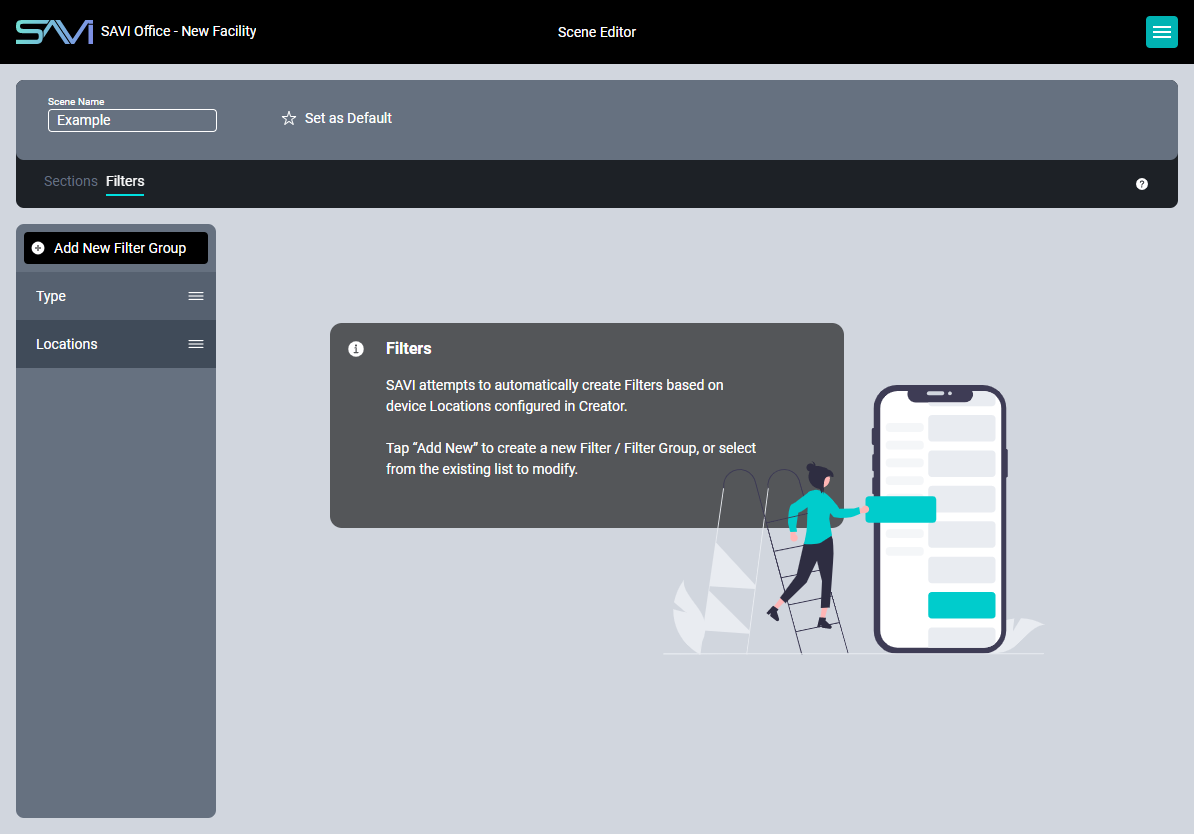 SAVI SAVI Office - New Facility
Scene Editor
Scene Name
Example
Set as Default
Sections Filters
?
Add New Filter Group
Type
Locations
i Filters
SAVI attempts to automatically create Filters based on
device Locations configured in Creator.
Tap “Add New” to create a new Filter / Filter Group, or select
from the existing list to modify.